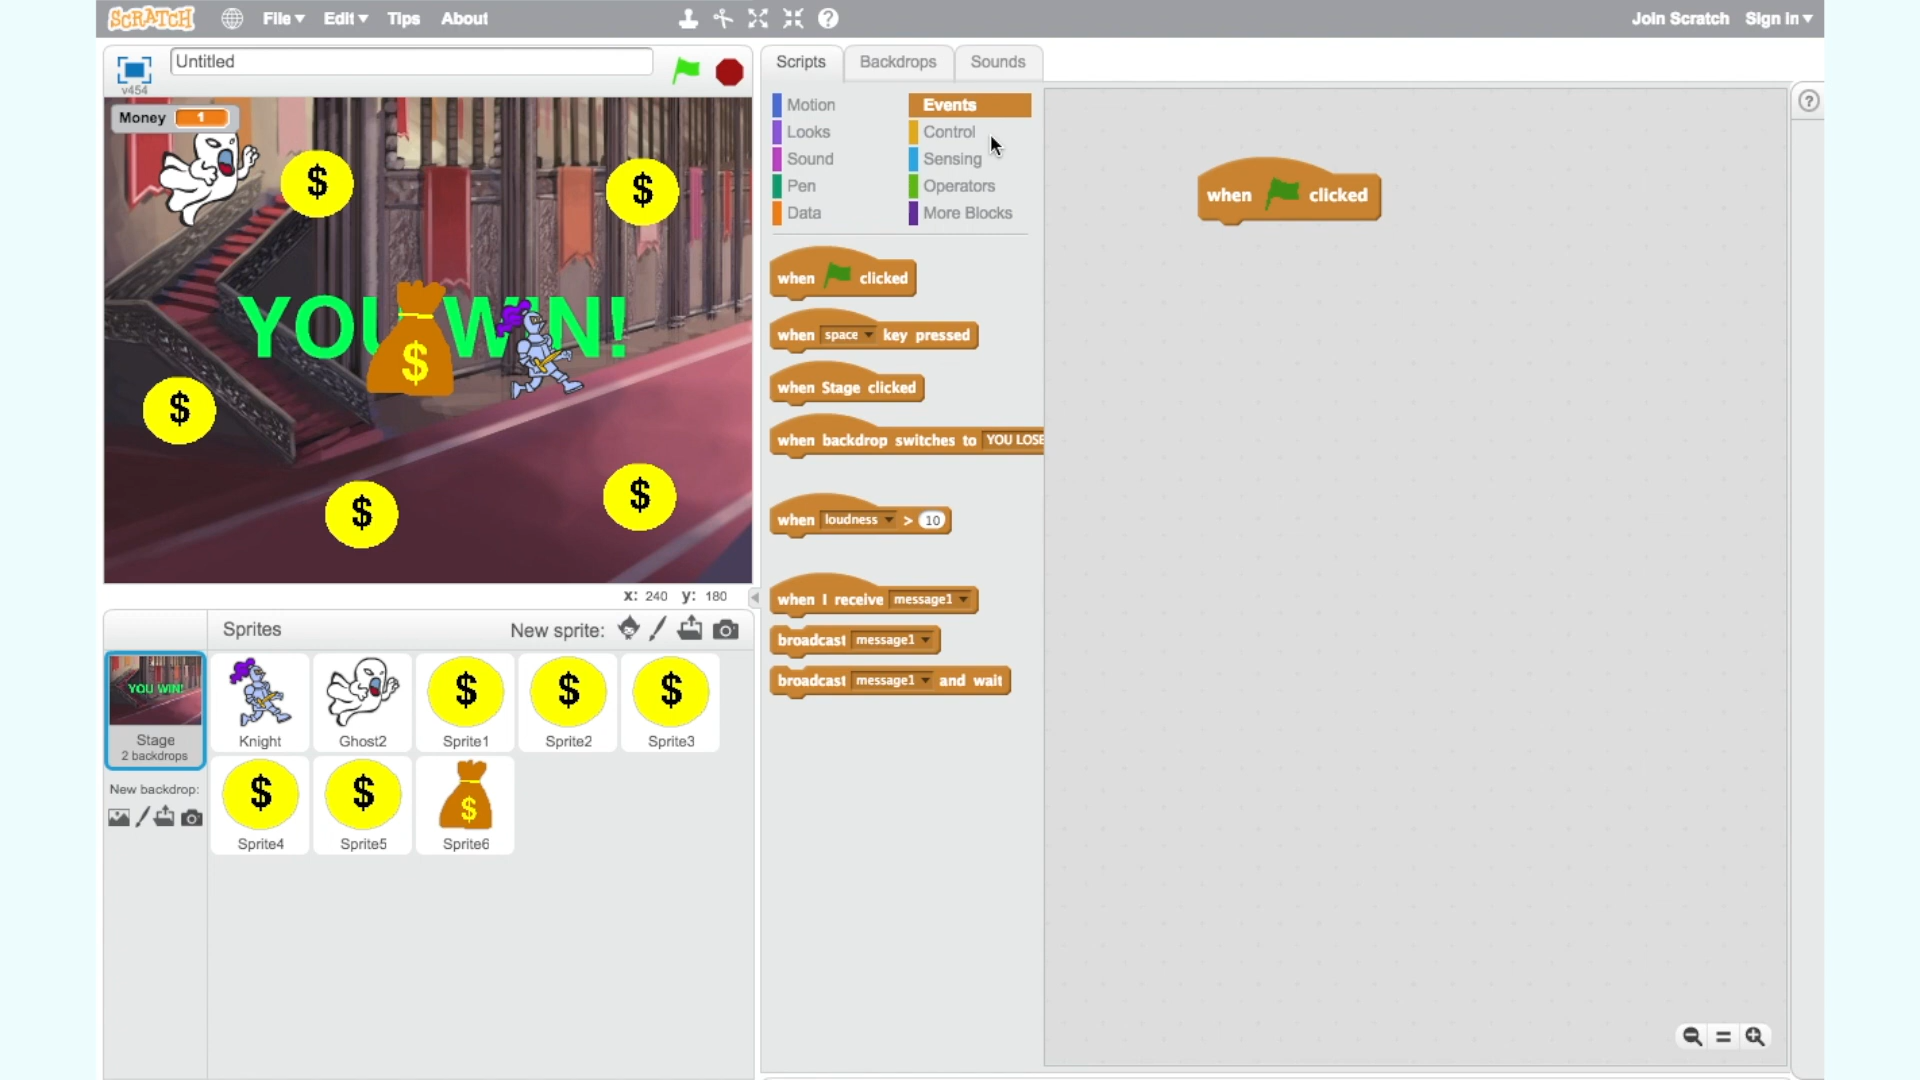 SCRATCH File Edit Tips About Join Scratch Sign in
v454
Untitled
Scripts Backdrops Sounds
Money 1
Motion Events
Looks Control
Sound Sensing
Pen Operators
Data More Blocks
when clicked
when clicked
when space key pressed
when Stage clicked
when backdrop switches to YOU LOSE
when loudness > 10
when I receive message1
broadcast message1
broadcast message1 and wait
YOU WIN!
$
$
$
$
$
$
x: 240 y: 180
Sprites New sprite:
YOU WIN!
Stage
2 backdrops
New backdrop:
$ $ $
Knight Ghost2 Sprite1 Sprite2 Sprite3
$ $ $
Sprite4 Sprite5 Sprite6